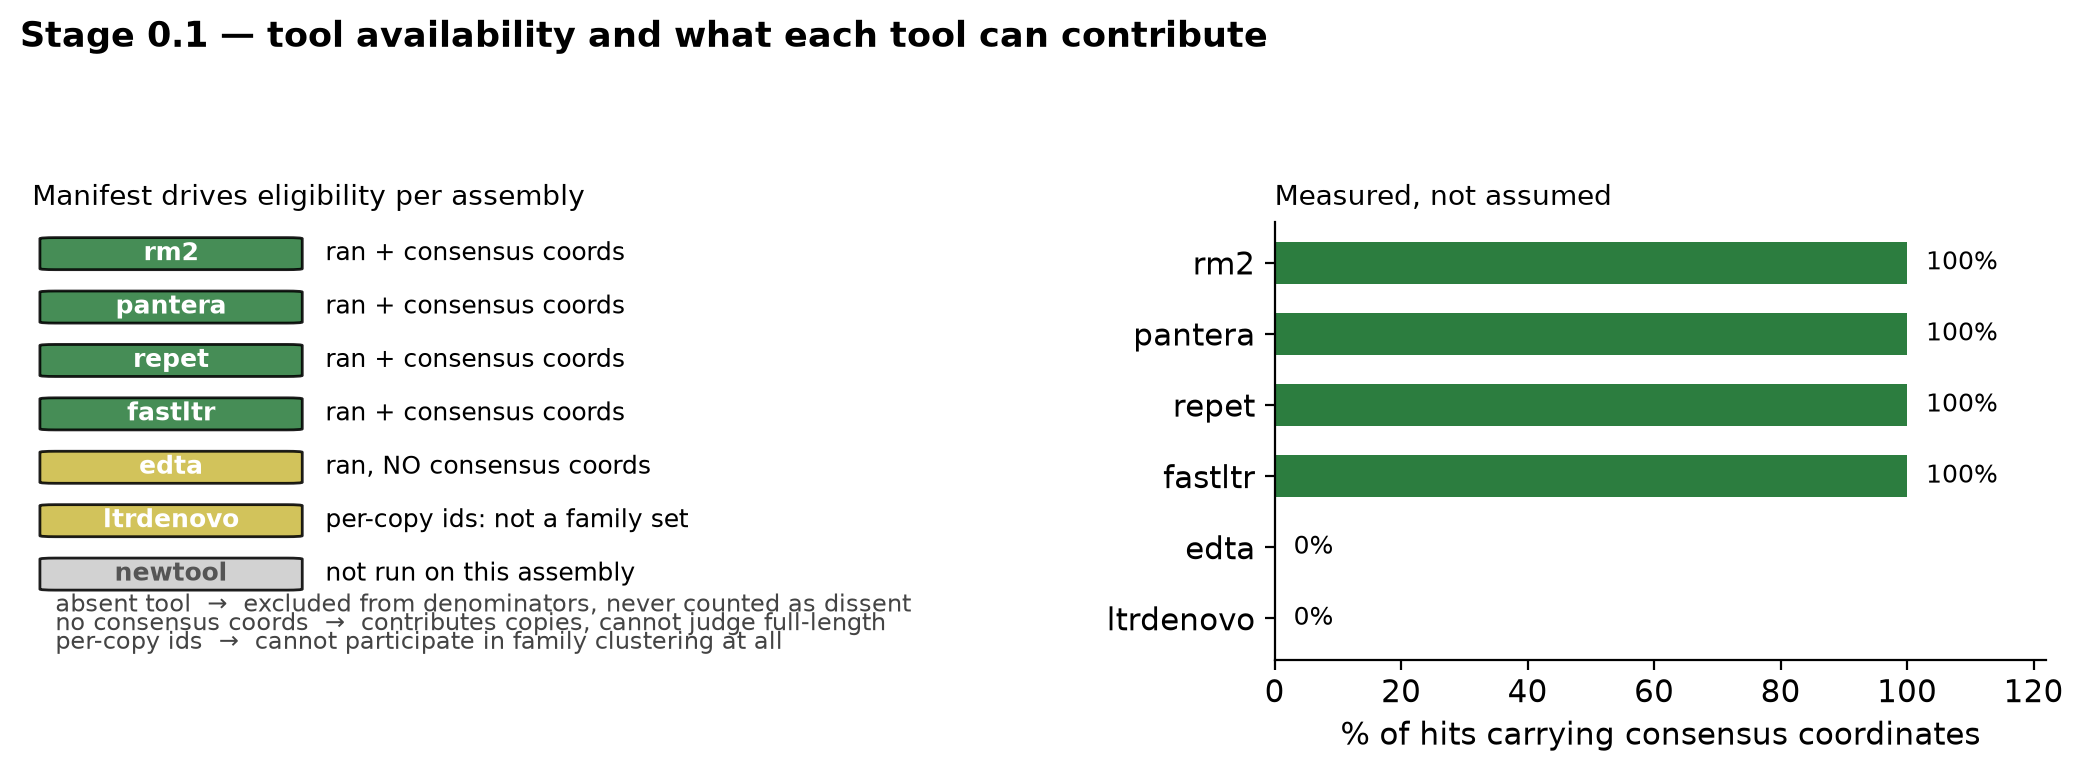 Stage 0.1 — tool availability and what each tool can contribute
Manifest drives eligibility per assembly
rm2 ran + consensus coords
pantera ran + consensus coords
repet ran + consensus coords
fastltr ran + consensus coords
edta ran, NO consensus coords
ltrdenovo per-copy ids: not a family set
newtool not run on this assembly
absent tool → excluded from denominators, never counted as dissent
no consensus coords → contributes copies, cannot judge full-length
per-copy ids → cannot participate in family clustering at all
Measured, not assumed
rm2 100%
pantera 100%
repet 100%
fastltr 100%
edta 0%
ltrdenovo 0%
0 20 40 60 80 100 120
% of hits carrying consensus coordinates